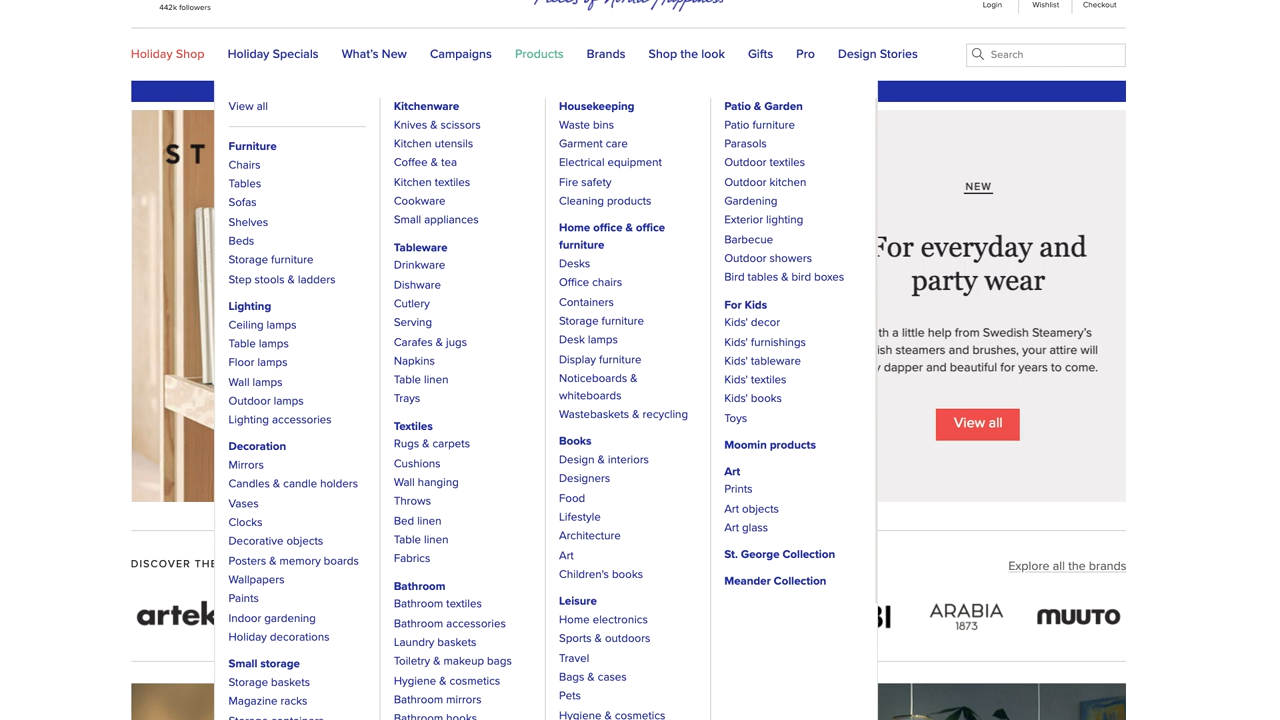 442k followers
Pieces of Nordic Happiness
Login
Wishlist
Checkout
Holiday Shop
Holiday Specials
What's New
Campaigns
Products
Brands
Shop the look
Gifts
Pro
Design Stories
Search
View all
Furniture
Chairs
Tables
Sofas
Shelves
Beds
Storage furniture
Step stools & ladders
Lighting
Ceiling lamps
Table lamps
Floor lamps
Wall lamps
Outdoor lamps
Lighting accessories
Decoration
Mirrors
Candles & candle holders
Vases
Clocks
Decorative objects
Posters & memory boards
Wallpapers
Paints
Indoor gardening
Holiday decorations
Small storage
Storage baskets
Magazine racks
Storage containers
Kitchenware
Knives & scissors
Kitchen utensils
Coffee & tea
Kitchen textiles
Cookware
Small appliances
Tableware
Drinkware
Dishware
Cutlery
Serving
Carafes & jugs
Napkins
Table linen
Trays
Textiles
Rugs & carpets
Cushions
Wall hanging
Throws
Bed linen
Table linen
Fabrics
Bathroom
Bathroom textiles
Bathroom accessories
Laundry baskets
Toiletry & makeup bags
Hygiene & cosmetics
Bathroom mirrors
Bathroom hooks
Housekeeping
Waste bins
Garment care
Electrical equipment
Fire safety
Cleaning products
Home office & office
furniture
Desks
Office chairs
Containers
Storage furniture
Desk lamps
Display furniture
Noticeboards &
whiteboards
Wastebaskets & recycling
Books
Design & interiors
Designers
Food
Lifestyle
Architecture
Art
Children's books
Leisure
Home electronics
Sports & outdoors
Travel
Bags & cases
Pets
Hygiene & cosmetics
Patio & Garden
Patio furniture
Parasols
Outdoor textiles
Outdoor kitchen
Gardening
Exterior lighting
Barbecue
Outdoor showers
Bird tables & bird boxes
For Kids
Kids' decor
Kids' furnishings
Kids' tableware
Kids' textiles
Kids' books
Toys
Moomin products
Art
Prints
Art objects
Art glass
St. George Collection
Meander Collection
ST
NEW
For everyday and
party wear
th a little help from Swedish Steamery's
ish steamers and brushes, your attire will
dapper and beautiful for years to come.
View all
DISCOVER THE
Explore all the brands
artek
BI
ARABIA
1873
muuto